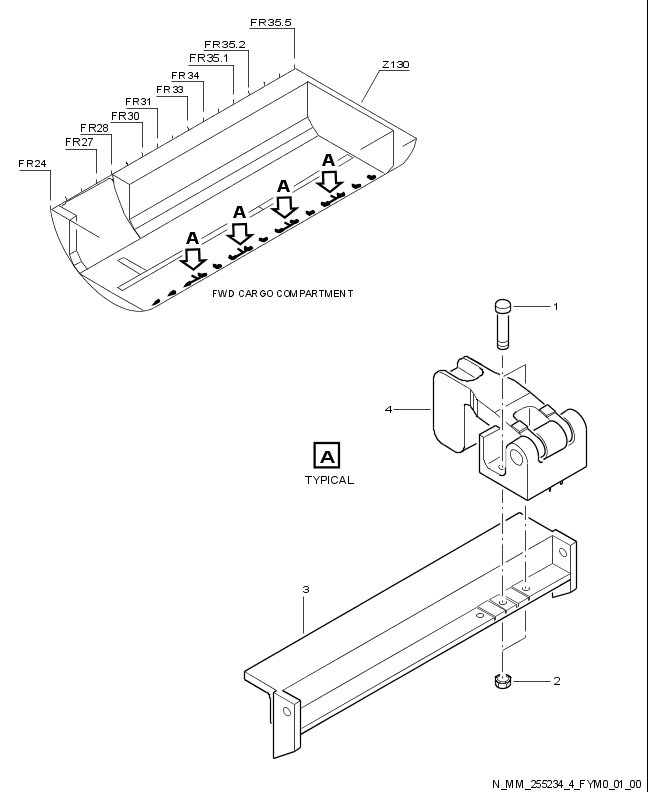 FR35.5
FR35.2
FR35.1
Z130
FR34
FR33
FR31
FR30
FR28
FR27
FR24
A
A
A
A
FWD CARGO COMPARTMENT
1
4
A
TYPICAL
3
2
N_MM_255234_4_FYM0_01_00